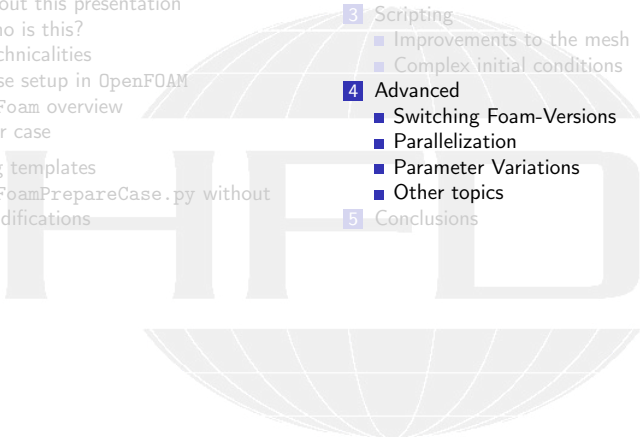 out this presentation
ho is this?
chnicalities
se setup in OpenFOAM
Foam overview
r case
g templates
FoamPrepareCase.py without
difications
3 Scripting
Improvements to the mesh
Complex initial conditions
4 Advanced
Switching Foam-Versions
Parallelization
Parameter Variations
Other topics
5 Conclusions
HFD